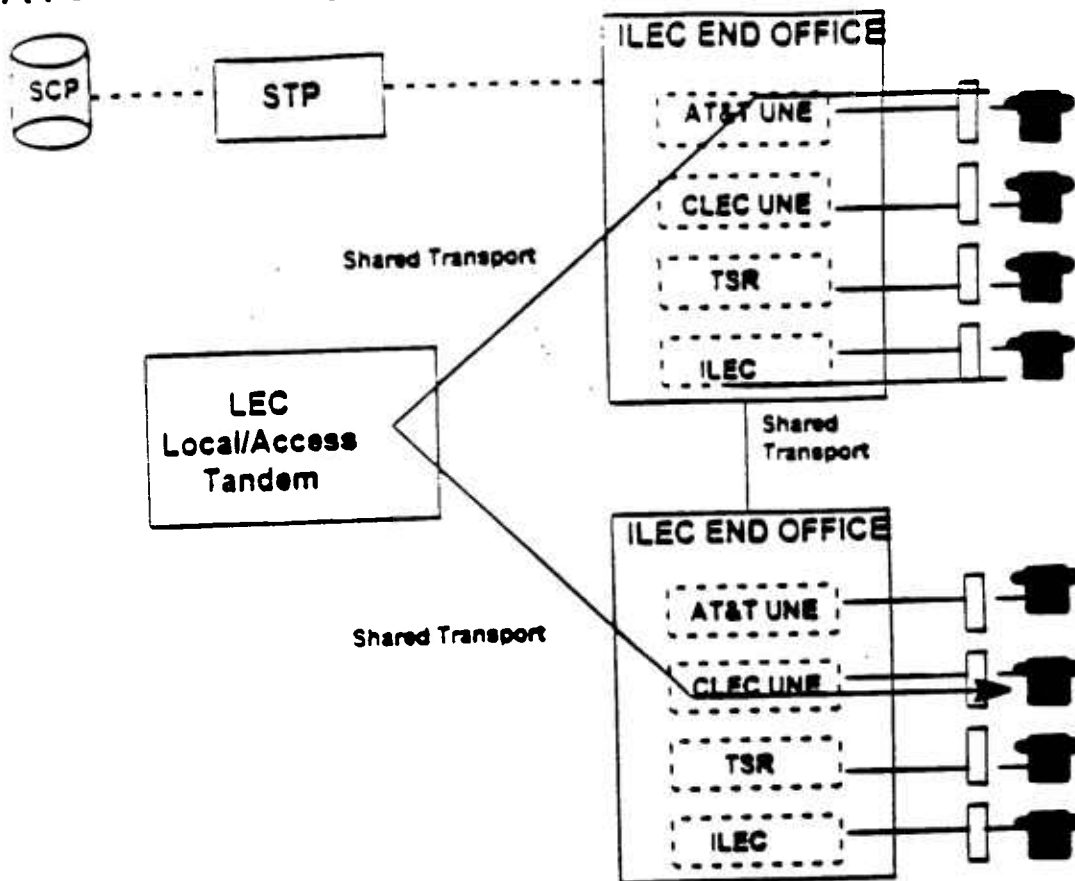 ILEC END OFFICE
SCP
STP
AT&T UNE
CLEC UNE
TSR
ILEC
Shared Transport
LEC
Local/Access
Tandem
Shared
Transport
ILEC END OFFICE
AT&T UNE
Shared Transport
CLEC UNE
TSR
ILEC